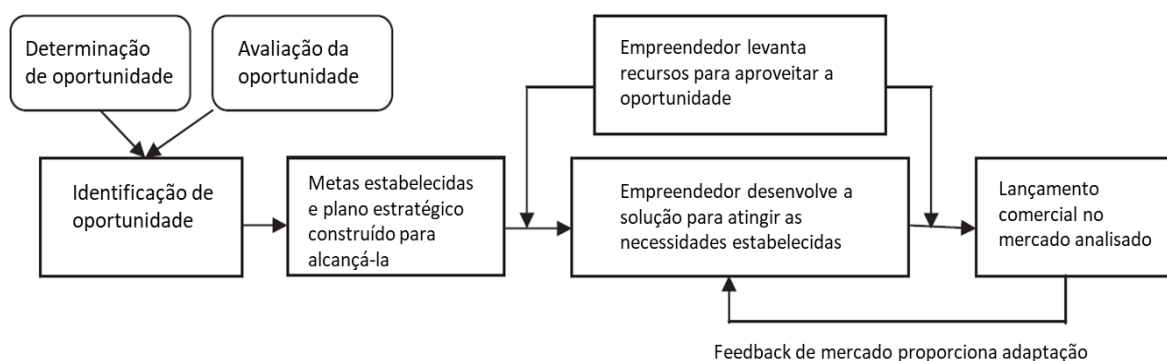 Determinação
de oportunidade
Avaliação da
oportunidade
Empreendedor levanta
recursos para aproveitar a
oportunidade
Identificação de
oportunidade
Metas estabelecidas
e plano estratégico
construído para
alcançá-la
Empreendedor desenvolve a
solução para atingir as
necessidades estabelecidas
Lançamento
comercial no
mercado analisado
Feedback de mercado proporciona adaptação